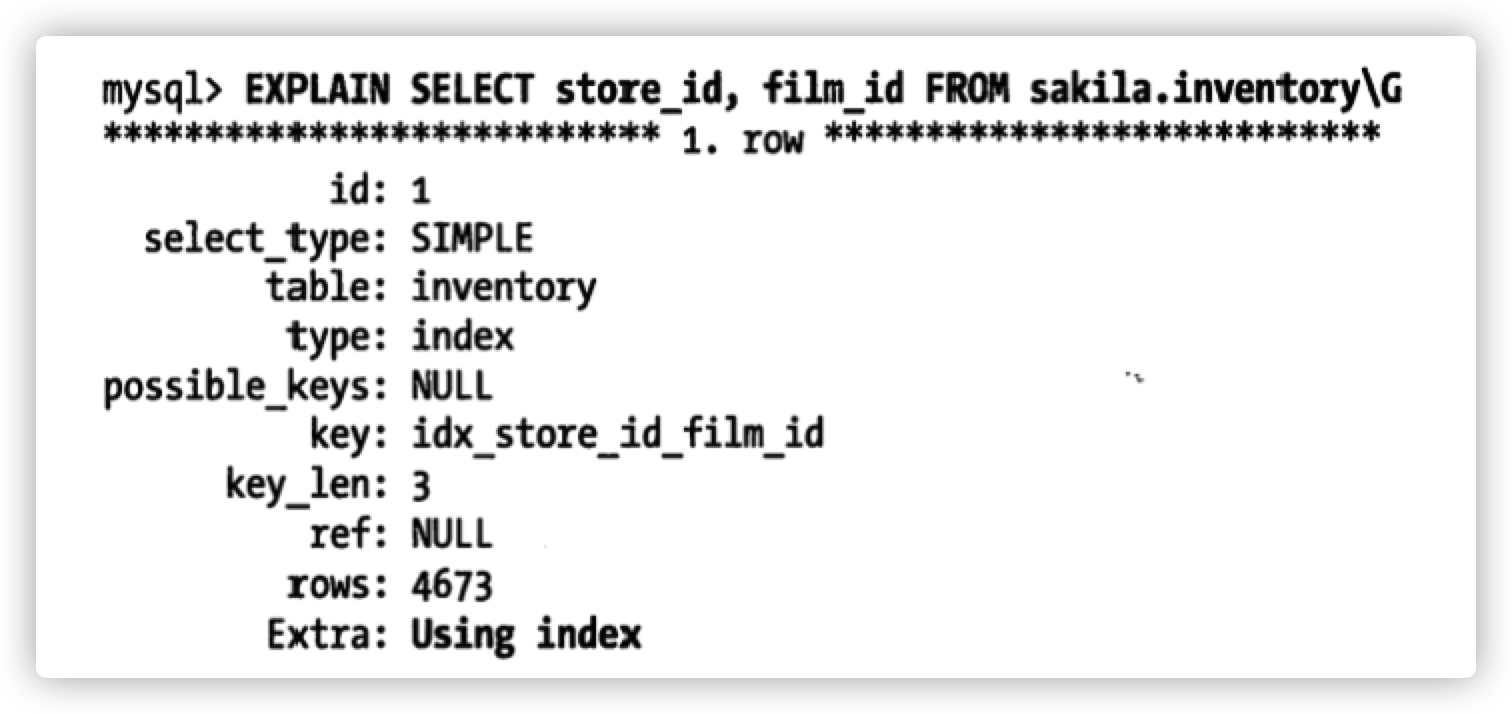 mysql> EXPLAIN SELECT store_id, film_id FROM sakila.inventory\G
*************************** 1. row ***************************
id: 1
select_type: SIMPLE
table: inventory
type: index
possible_keys: NULL
key: idx_store_id_film_id
key_len: 3
ref: NULL
rows: 4673
Extra: Using index